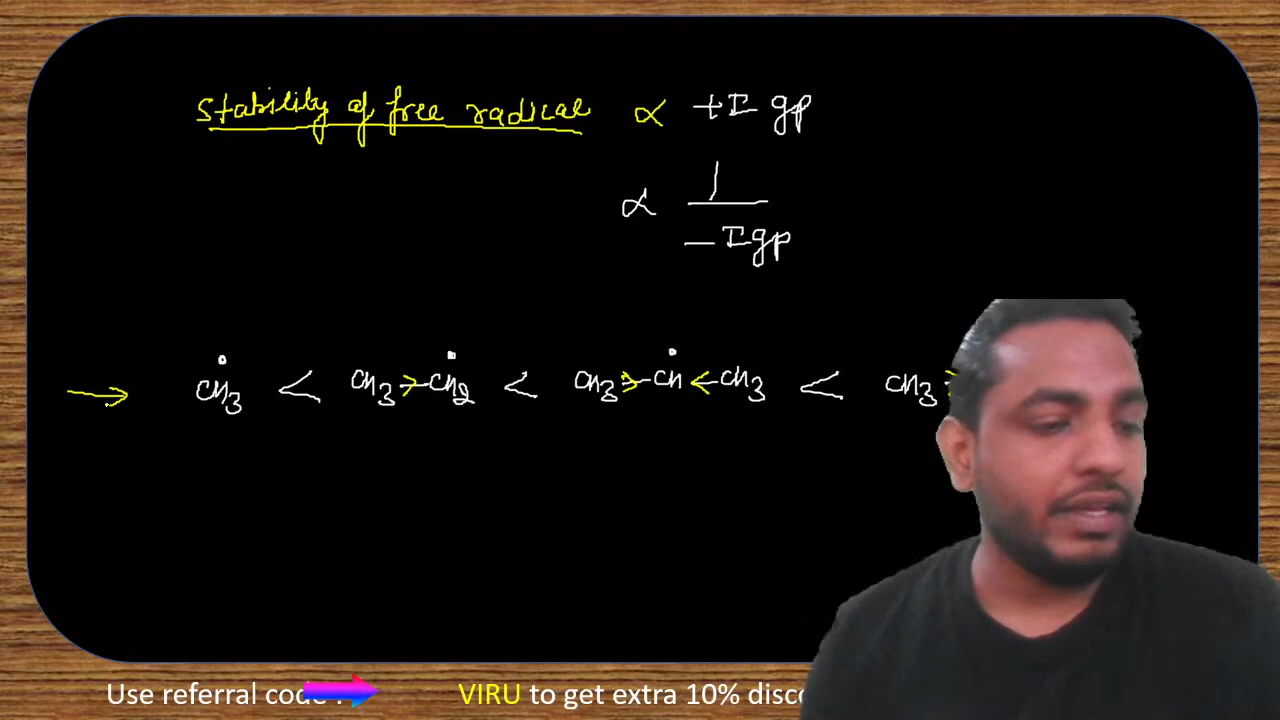 Stability of free radical ∝ +I gp
∝ 1
- I gp
→ ĊH3 < CH3 > ĊH2 < CH3 > ĊH < CH3 < CH3 >
Use referral code :
VIRU to get extra 10%